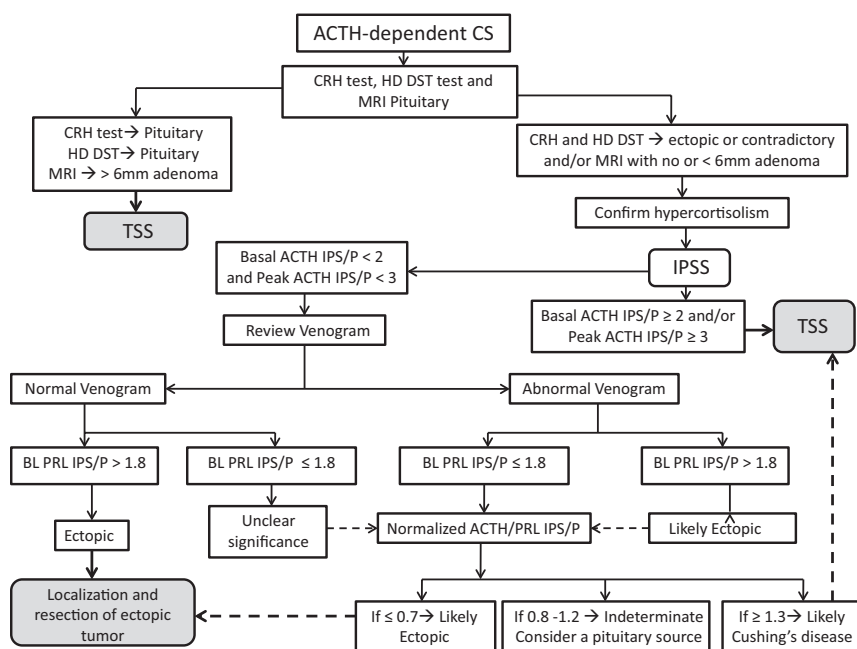 ACTH-dependent CS
CRH test, HD DST test and
MRI Pituitary
CRH test→ Pituitary
HD DST→ Pituitary
MRI → > 6mm adenoma
CRH and HD DST → ectopic or contradictory
and/or MRI with no or < 6mm adenoma
TSS
Confirm hypercortisolism
Basal ACTH IPS/P < 2
and Peak ACTH IPS/P < 3
IPSS
Basal ACTH IPS/P ≥ 2 and/or
Peak ACTH IPS/P ≥ 3
TSS
Review Venogram
Normal Venogram
Abnormal Venogram
BL PRL IPS/P > 1.8
BL PRL IPS/P ≤ 1.8
BL PRL IPS/P ≤ 1.8
BL PRL IPS/P > 1.8
Ectopic
Unclear
significance
Normalized ACTH/PRL IPS/P
Likely Ectopic
Localization and
resection of ectopic
tumor
If ≤ 0.7→ Likely
Ectopic
If 0.8 -1.2 → Indeterminate
Consider a pituitary source
If ≥ 1.3→ Likely
Cushing's disease